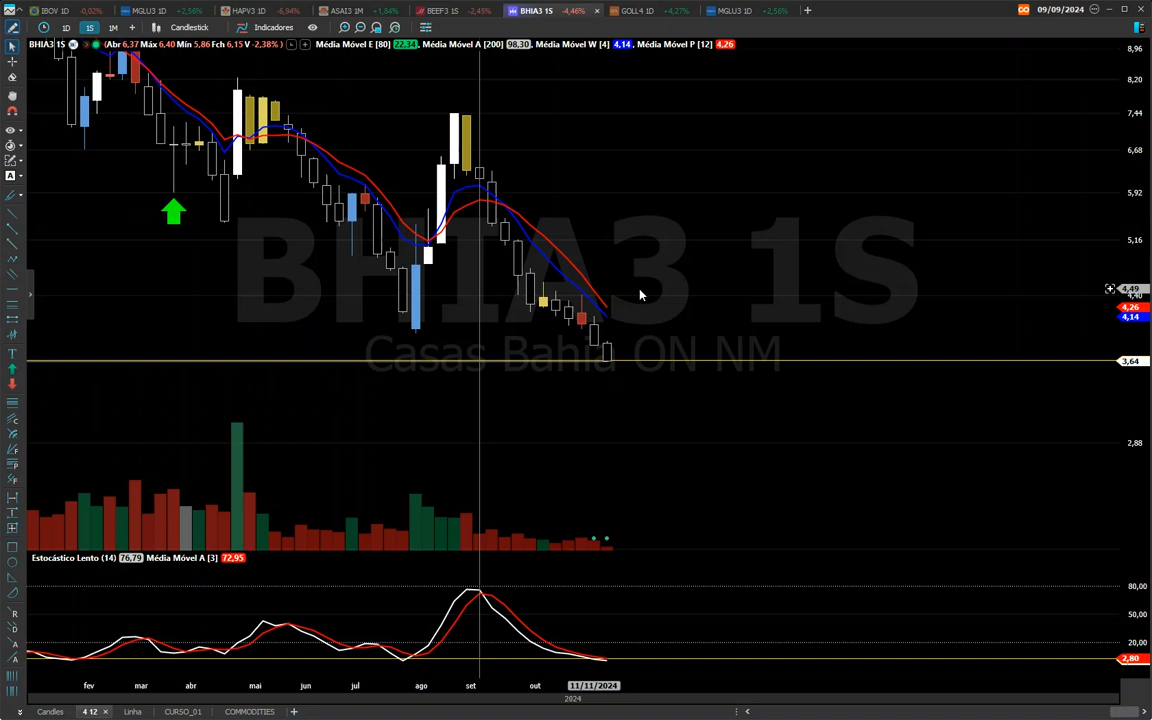 IBOV 1D -0,02% MGLU3 1D +2,56% HAPV3 1D -6,94% ASAI3 1M +1,84% BEEF3 1S -2,45% BHIA3 1S -4,46% GOLL4 1D +4,27% MGLU3 1D +2,56% 09/09/2024
1D 1S 1M Candlestick Indicadores
BHIA3 1S (Abr 6,37 Máx 6,40 Mín 5,86 Fch 6,15 V -2,38%) Média Móvel E [80] 22,34, Média Móvel A [200] 98,30, Média Móvel W [4] 4,14, Média Móvel P [12] 4,26
8,96
8,20
7,44
6,68
5,92
5,16
4,49
4,40
4,26
4,14
3,64
2,88
BHIA3 1S
Casas Bahia ON NM
Estocástico Lento (14) 76,79 Média Móvel A [3] 72,95
80,00
50,00
20,00
2,80
fev mar abr mai jun jul ago set out 11/11/2024
2024
Candles 4 12 Linha CURSO_01 COMMODITIES